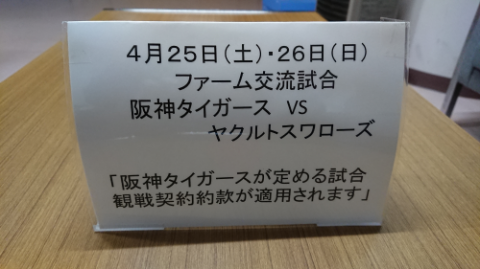 ４月２５日（土）・２６日（日）
ファーム交流試合
阪神タイガース　VS
ヤクルトスワローズ
「阪神タイガースが定める試合
観戦契約約款が適用されます」